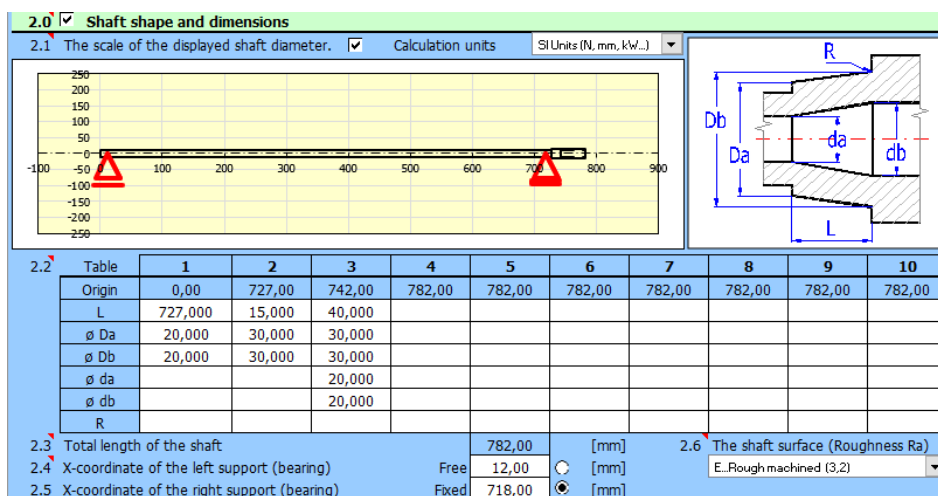 2.0 Shaft shape and dimensions
2.1 The scale of the displayed shaft diameter. Calculation units SI Units (N, mm, kW...)
250
200
150
100
50
0
-50
-100
-150
-200
250
-100 0 100 200 300 400 500 600 700 800 900
R
Db
Da
da
db
L
2.2 Table 1 2 3 4 5 6 7 8 9 10
Origin 0,00 727,00 742,00 782,00 782,00 782,00 782,00 782,00 782,00 782,00
L 727,000 15,000 40,000
ø Da 20,000 30,000 30,000
ø Db 20,000 30,000 30,000
ø da 20,000
ø db 20,000
R
2.3 Total length of the shaft 782,00 [mm] 2.6 The shaft surface (Roughness Ra)
2.4 X-coordinate of the left support (bearing) Free 12,00 [mm] E...Rough machined (3,2)
2.5 X-coordinate of the right support (bearing) Fixed 718,00 [mm]